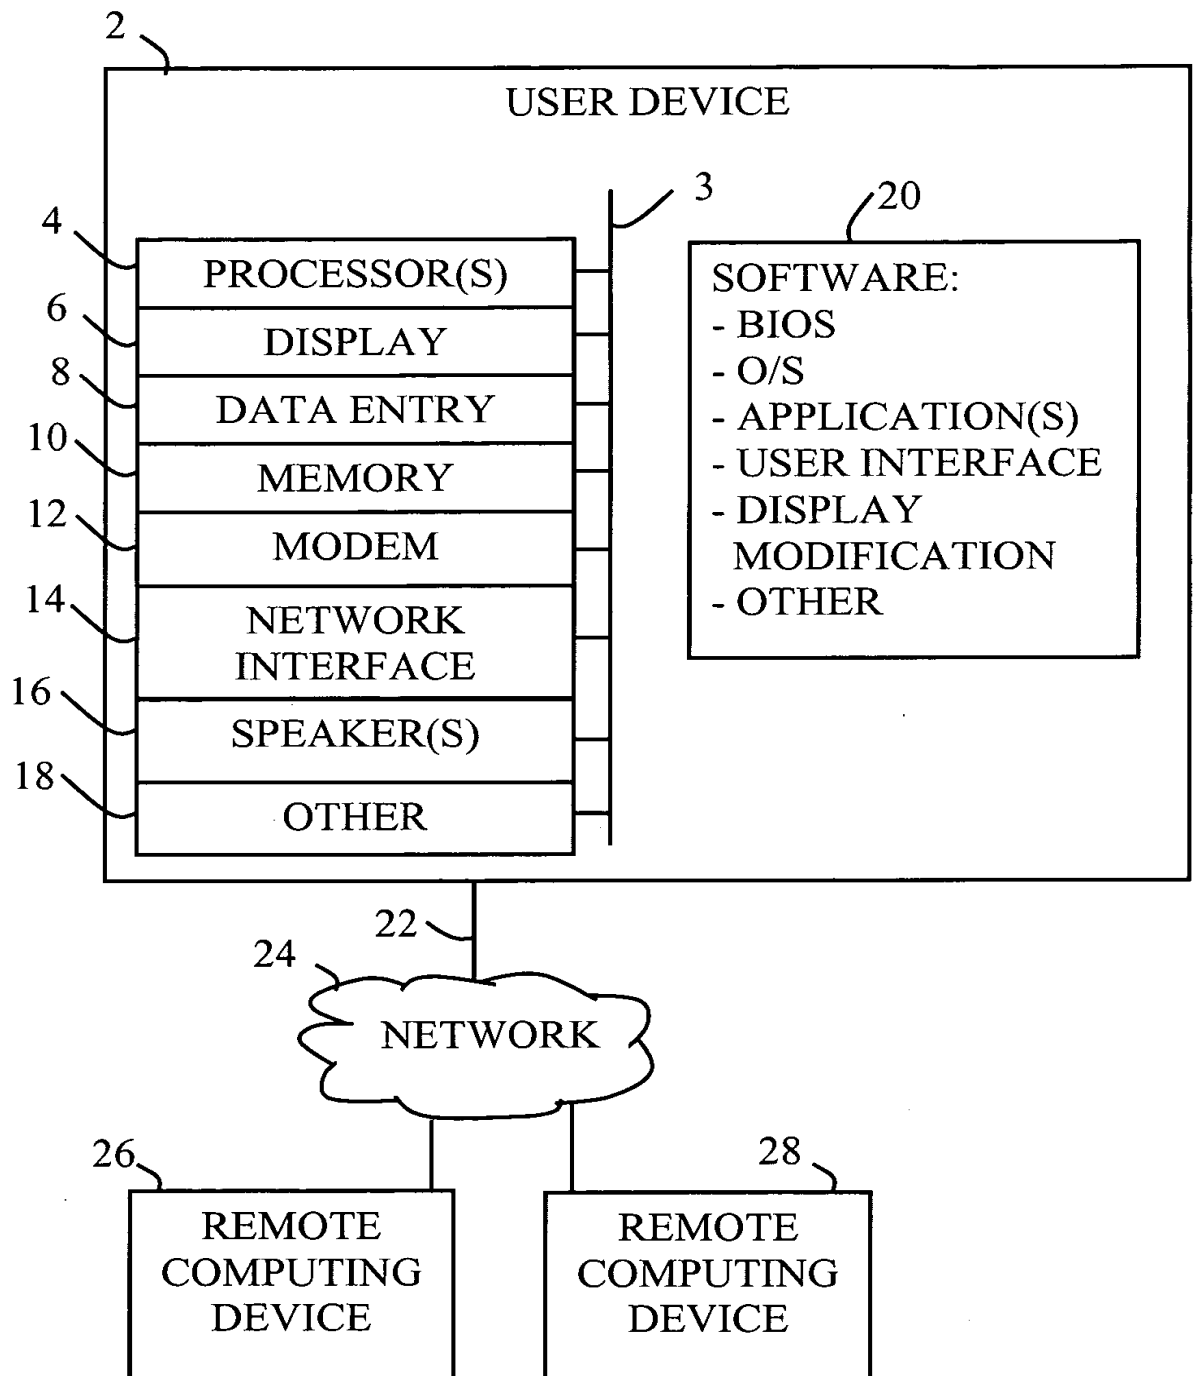 2
USER DEVICE
3
20
4
PROCESSOR(S)
6
DISPLAY
8
DATA ENTRY
10
MEMORY
12
MODEM
14
NETWORK
INTERFACE
16
SPEAKER(S)
18
OTHER
SOFTWARE:
- BIOS
- O/S
- APPLICATION(S)
- USER INTERFACE
- DISPLAY
MODIFICATION
- OTHER
22
24
NETWORK
26
REMOTE
COMPUTING
DEVICE
28
REMOTE
COMPUTING
DEVICE